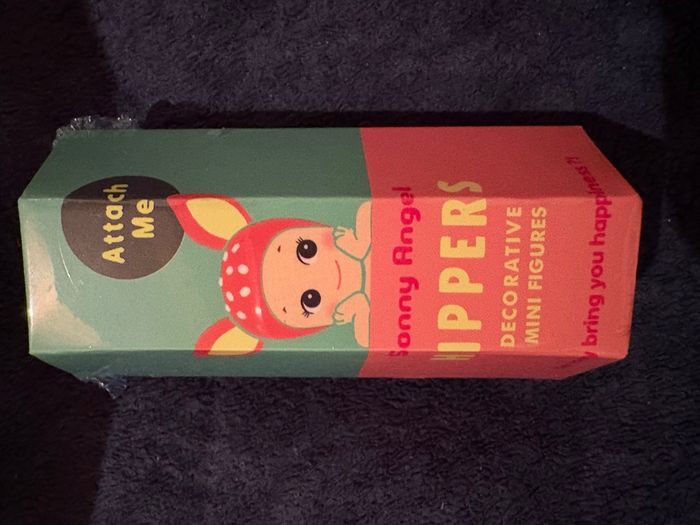 Attach
Me
Sonny Angel
HIPPERS
DECORATIVE
MINI FIGURES
bring you happiness?!